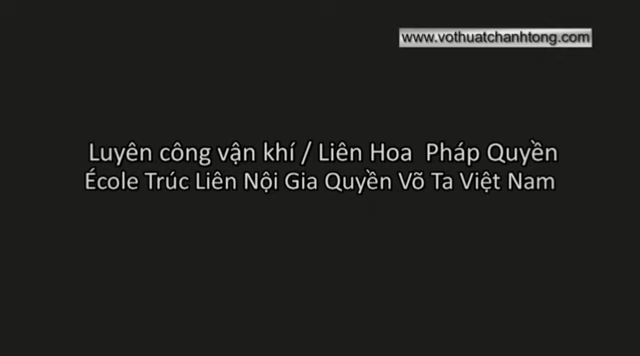 www.vothuatchanhtong.com
Luyên công vận khí / Liên Hoa Pháp Quyền
École Trúc Liên Nội Gia Quyền Võ Ta Việt Nam